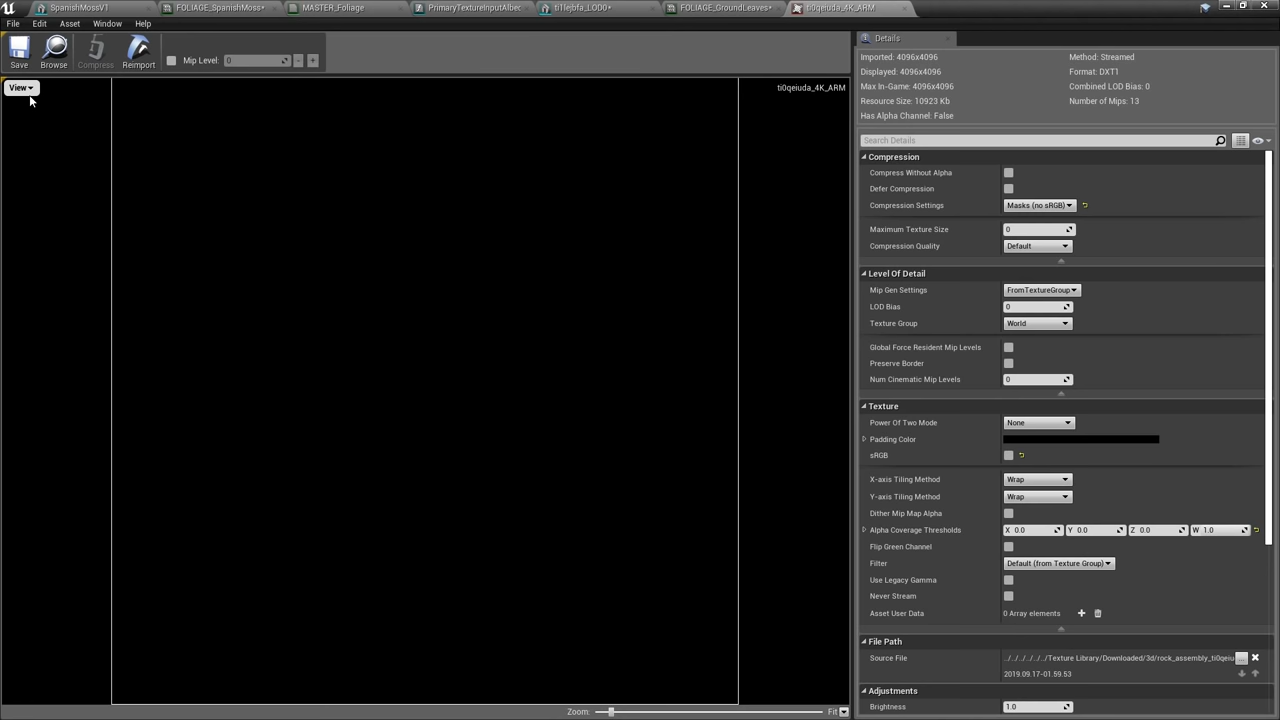 SpanishMossV1 FOLIAGE_SpanishMoss* MASTER_Foliage PrimaryTextureInputAlbec ti11ejbfa_LOD0* FOLIAGE_GroundLeaves* ti0qeiuda_4K_ARM
File Edit Asset Window Help
Save Browse Compress Reimport Mip Level: 0 - +
View
ti0qeiuda_4K_ARM
Zoom: Fit
Details
Imported: 4096x4096 Method: Streamed
Displayed: 4096x4096 Format: DXT1
Max In-Game: 4096x4096 Combined LOD Bias: 0
Resource Size: 10923 Kb Number of Mips: 13
Has Alpha Channel: False
Search Details
Compression
Compress Without Alpha
Defer Compression
Compression Settings Masks (no sRGB)
Maximum Texture Size 0
Compression Quality Default
Level Of Detail
Mip Gen Settings FromTextureGroup
LOD Bias 0
Texture Group World
Global Force Resident Mip Levels
Preserve Border
Num Cinematic Mip Levels 0
Texture
Power Of Two Mode None
Padding Color
sRGB
X-axis Tiling Method Wrap
Y-axis Tiling Method Wrap
Dither Mip Map Alpha
Alpha Coverage Thresholds X 0.0 Y 0.0 Z 0.0 W 1.0
Flip Green Channel
Filter Default (from Texture Group)
Use Legacy Gamma
Never Stream
Asset User Data 0 Array elements
File Path
Source File ../../../../../../Texture Library/Downloaded/3d/rock_assembly_ti0qeiu ...
2019.09.17-01.59.53
Adjustments
Brightness 1.0